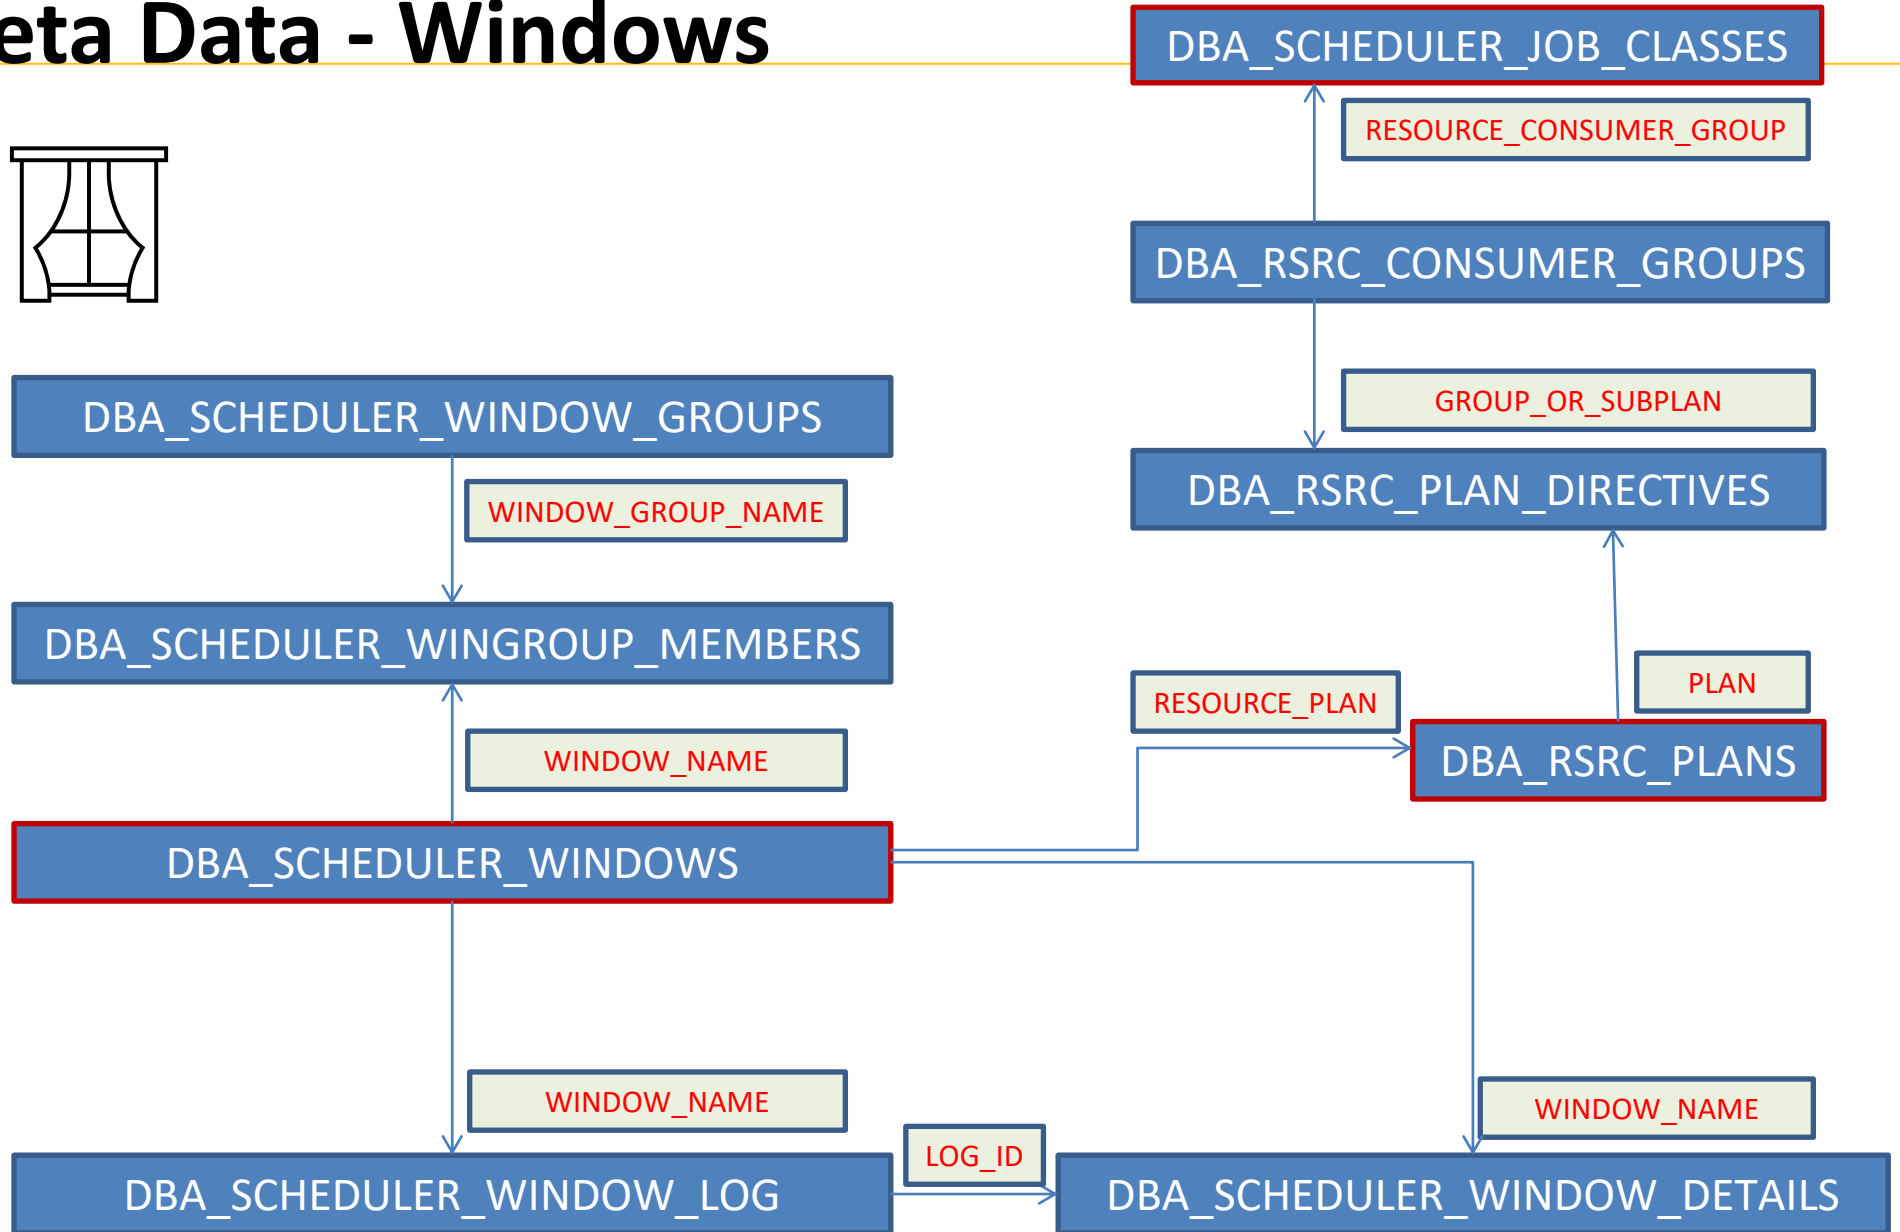 eta Data - Windows
DBA_SCHEDULER_JOB_CLASSES
RESOURCE_CONSUMER_GROUP
DBA_RSRC_CONSUMER_GROUPS
DBA_SCHEDULER_WINDOW_GROUPS
GROUP_OR_SUBPLAN
WINDOW_GROUP_NAME
DBA_RSRC_PLAN_DIRECTIVES
DBA_SCHEDULER_WINGROUP_MEMBERS
RESOURCE_PLAN
PLAN
WINDOW_NAME
DBA_RSRC_PLANS
DBA_SCHEDULER_WINDOWS
WINDOW_NAME
WINDOW_NAME
LOG_ID
DBA_SCHEDULER_WINDOW_LOG
DBA_SCHEDULER_WINDOW_DETAILS